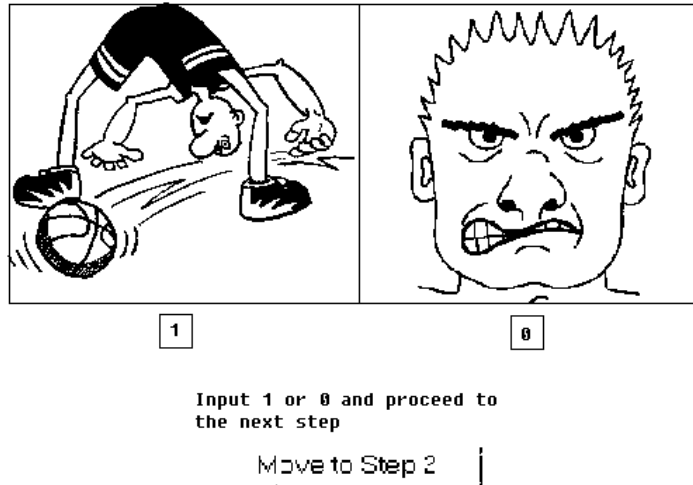 1
0
Input 1 or 0 and proceed to
the next step
Move to Step 2